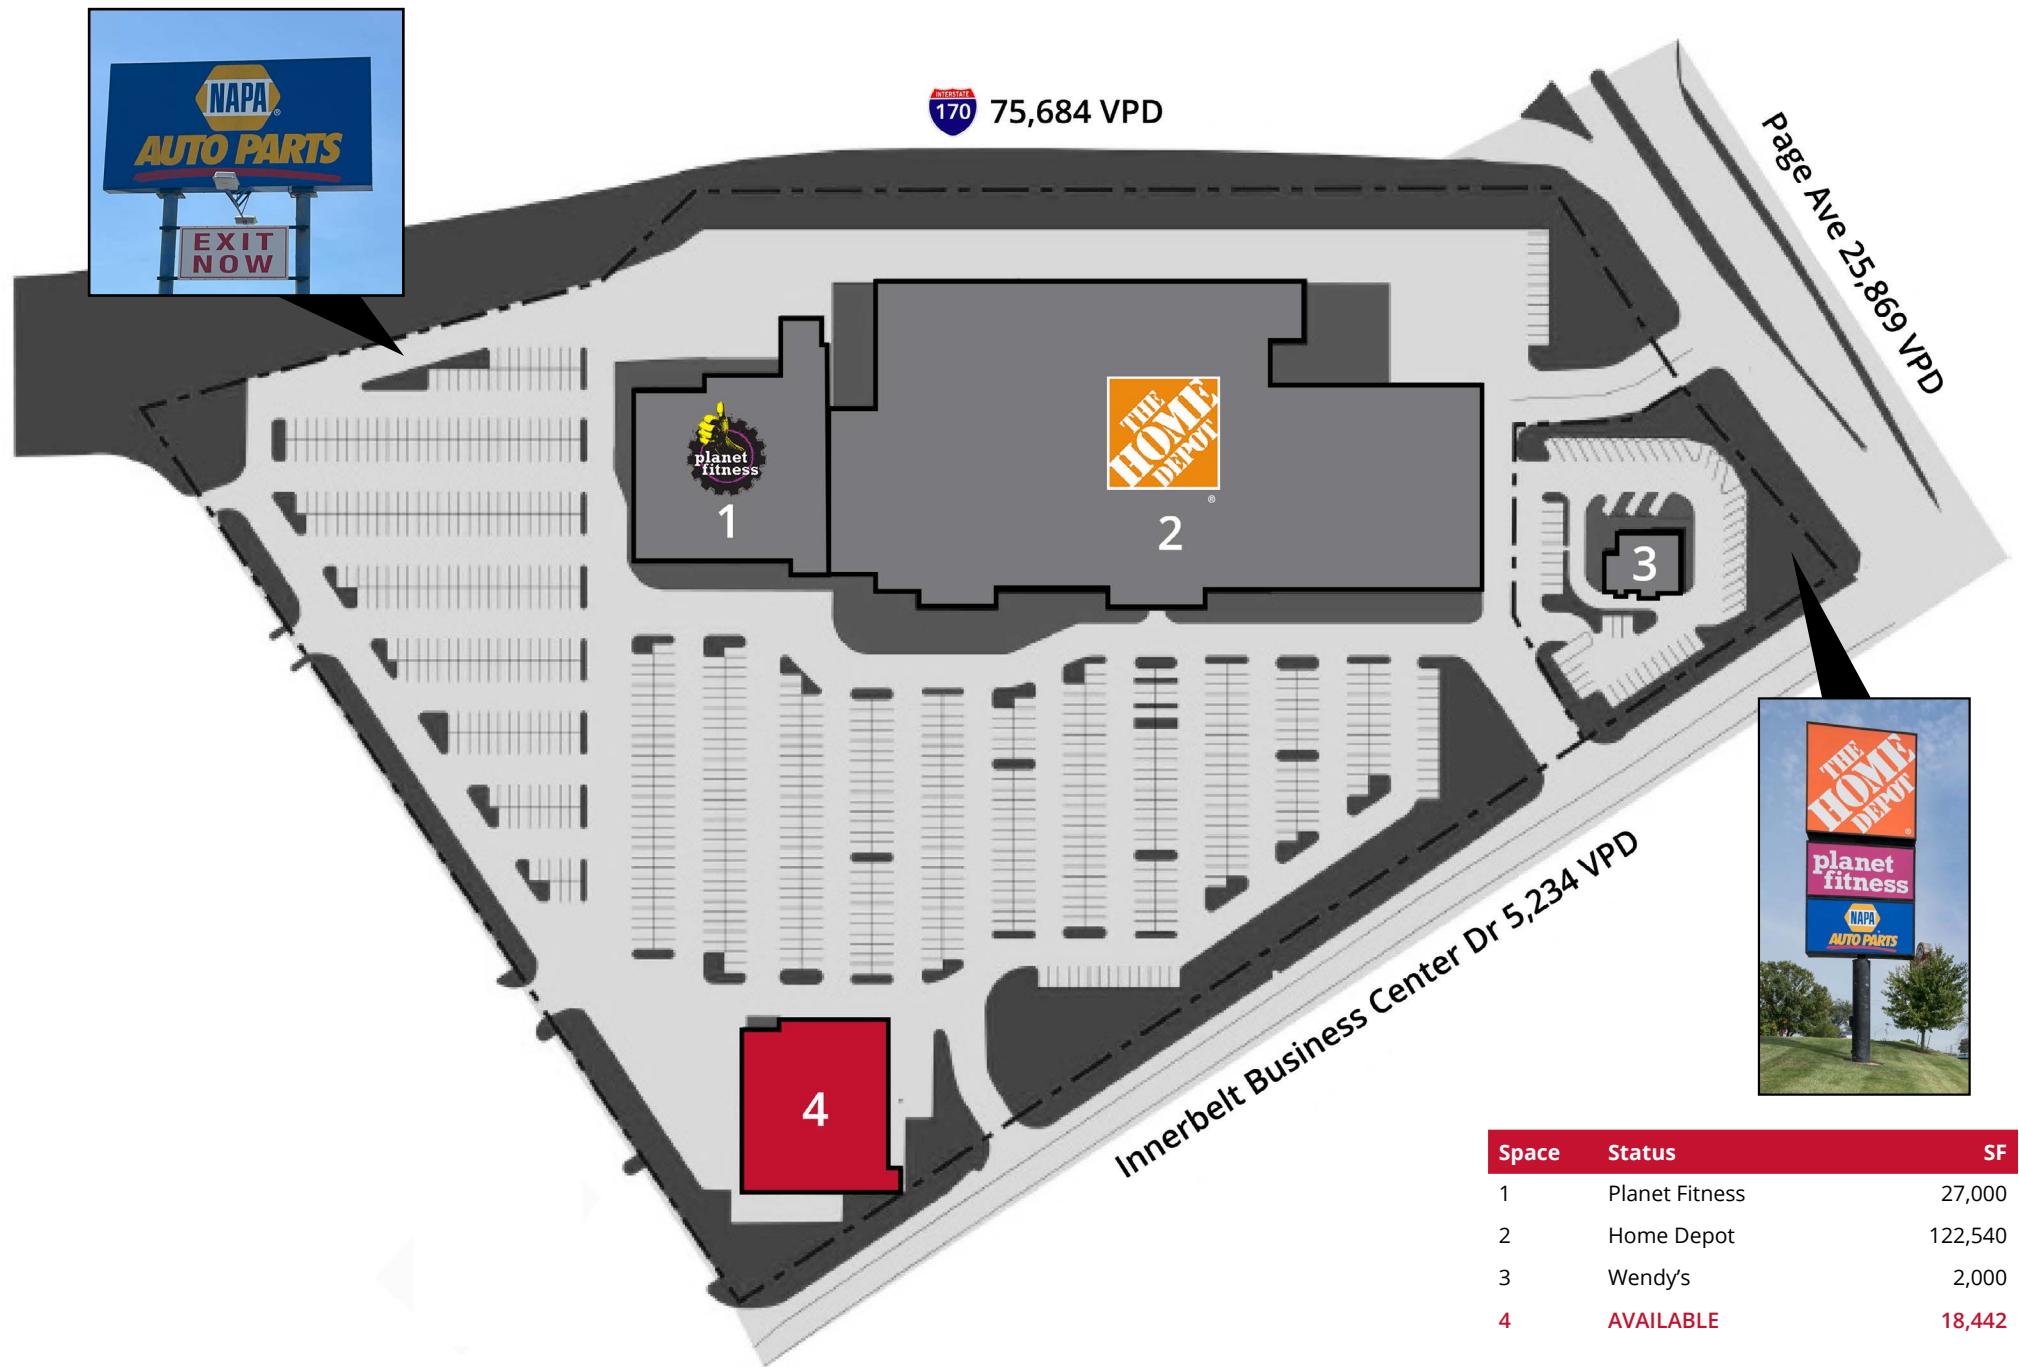 NAPA
AUTO PARTS
EXIT
NOW
INTERSTATE
170
75,684 VPD
Page Ave 25,869 VPD
planet
fitness
1
THE
HOME
DEPOT
®
2
3
THE
HOME
DEPOT
planet
fitness
NAPA
AUTO PARTS
Innerbelt Business Center Dr 5,234 VPD
4
Space Status SF
1 Planet Fitness 27,000
2 Home Depot 122,540
3 Wendy’s 2,000
4 AVAILABLE 18,442